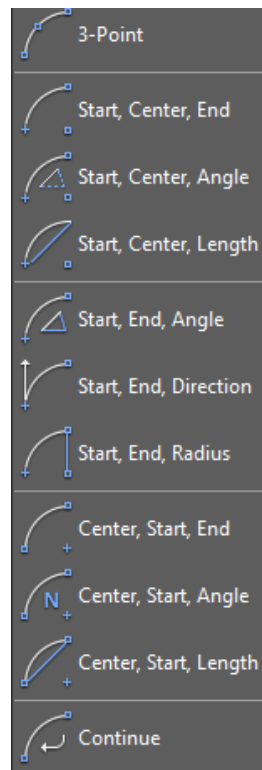 3-Point
Start, Center, End
Start, Center, Angle
Start, Center, Length
Start, End, Angle
Start, End, Direction
Start, End, Radius
Center, Start, End
N
Center, Start, Angle
Center, Start, Length
Continue